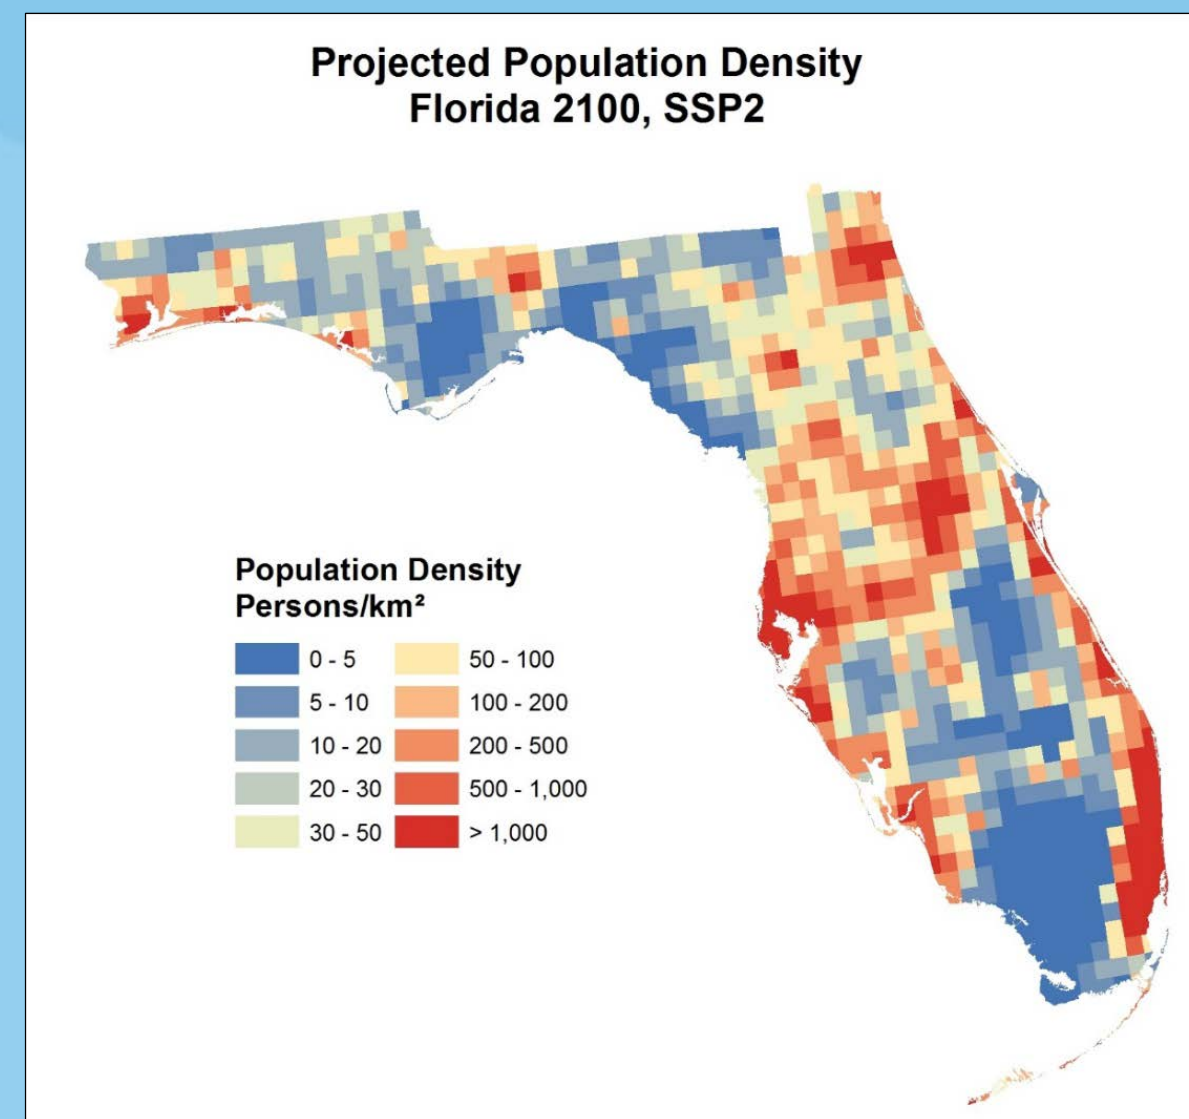 Projected Population Density
Florida 2100, SSP2
Population Density
Persons/km²
0 - 5
5 - 10
10 - 20
20 - 30
30 - 50
50 - 100
100 - 200
200 - 500
500 - 1,000
> 1,000